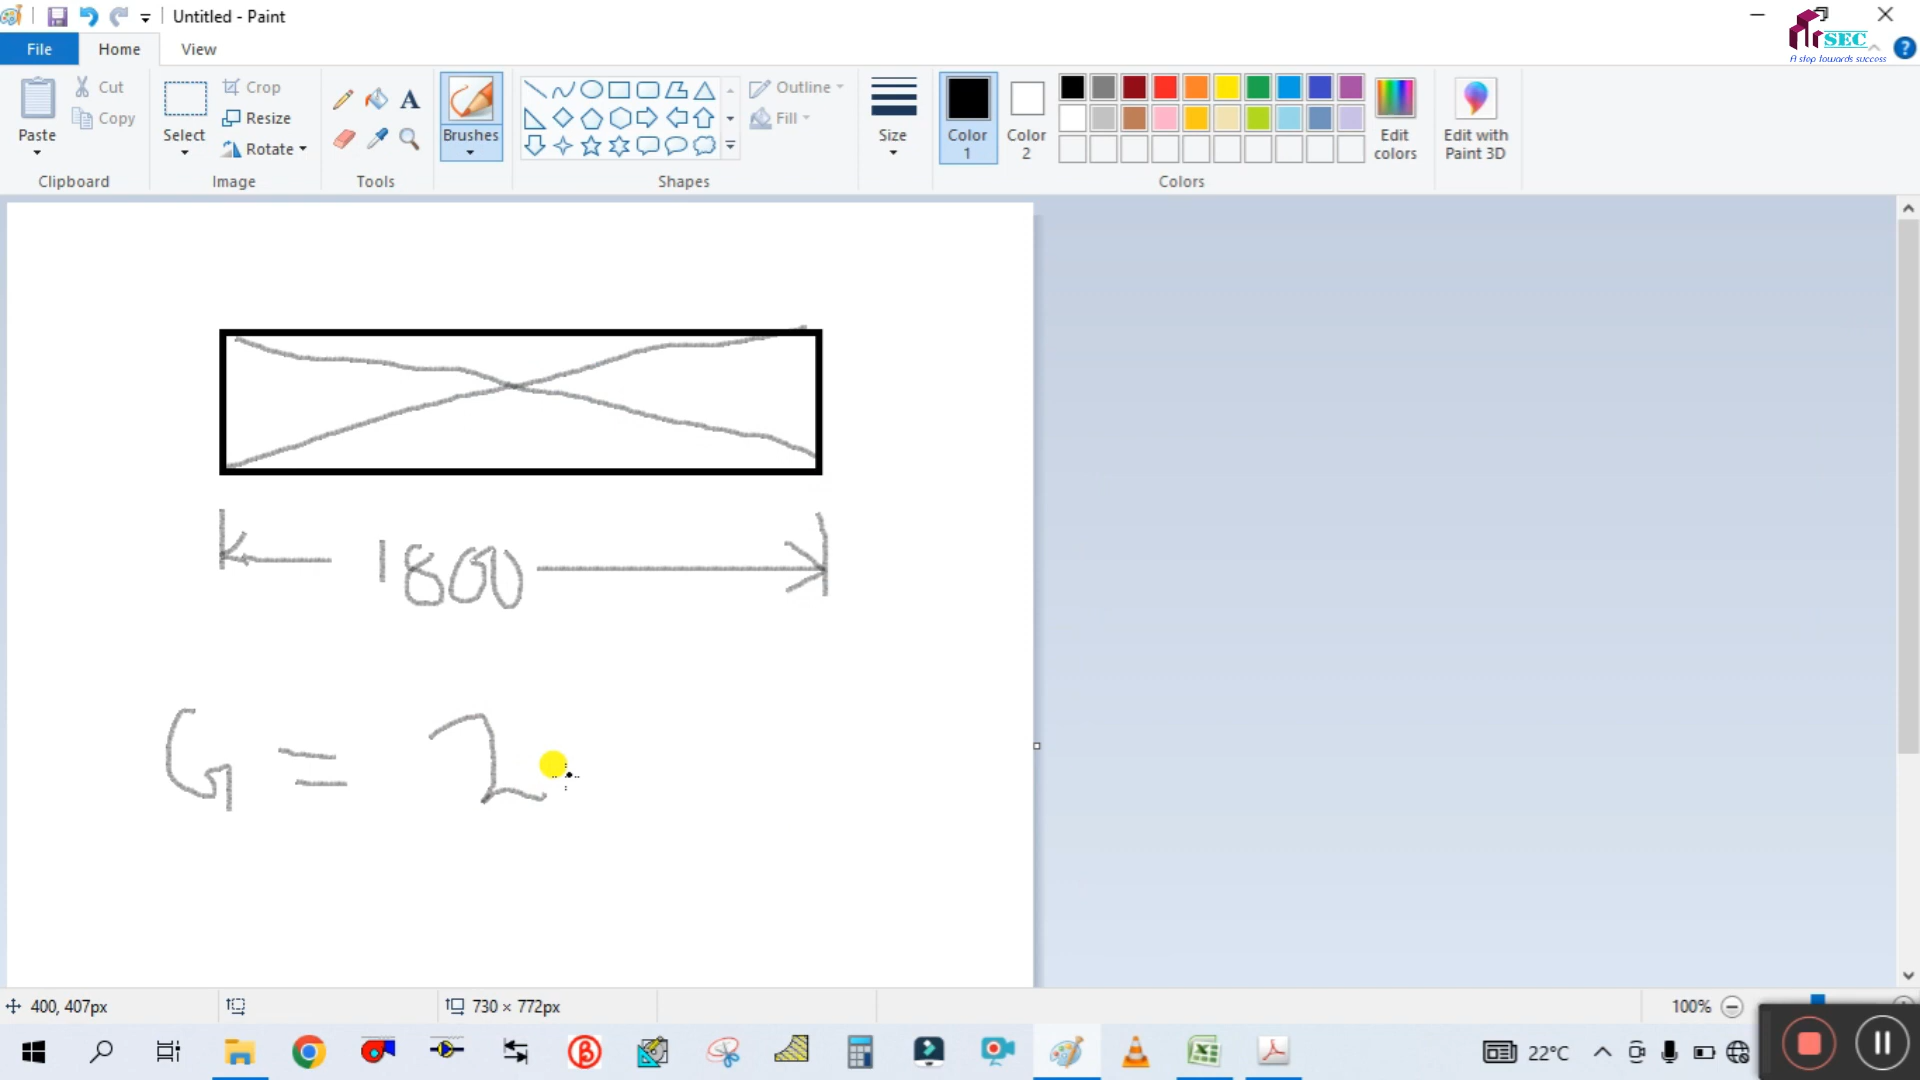 Untitled - Paint
SEC
A step towards success
File Home View
Cut
Copy
Paste
Clipboard
Select
Crop
Resize
Rotate
Image
Tools
Brushes
Shapes
Outline
Fill
Size
Color 1
Color 2
Colors
Edit colors
Edit with Paint 3D
1800
G = 2
400, 407px
730 × 772px
100%
22°C